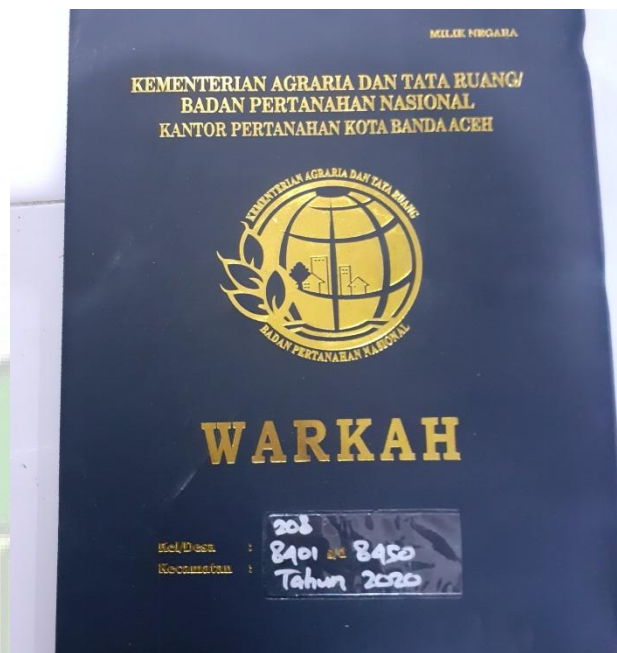 MILIK NEGARA
KEMENTERIAN AGRARIA DAN TATA RUANG/
BADAN PERTANAHAN NASIONAL
KANTOR PERTANAHAN KOTA BANDA ACEH
KEMENTERIAN AGRARIA DAN TATA RUANG
BADAN PERTANAHAN NASIONAL
WARKAH
208
Kel/Desa : 8401 s/d 8450
Kecamatan : Tahun 2020